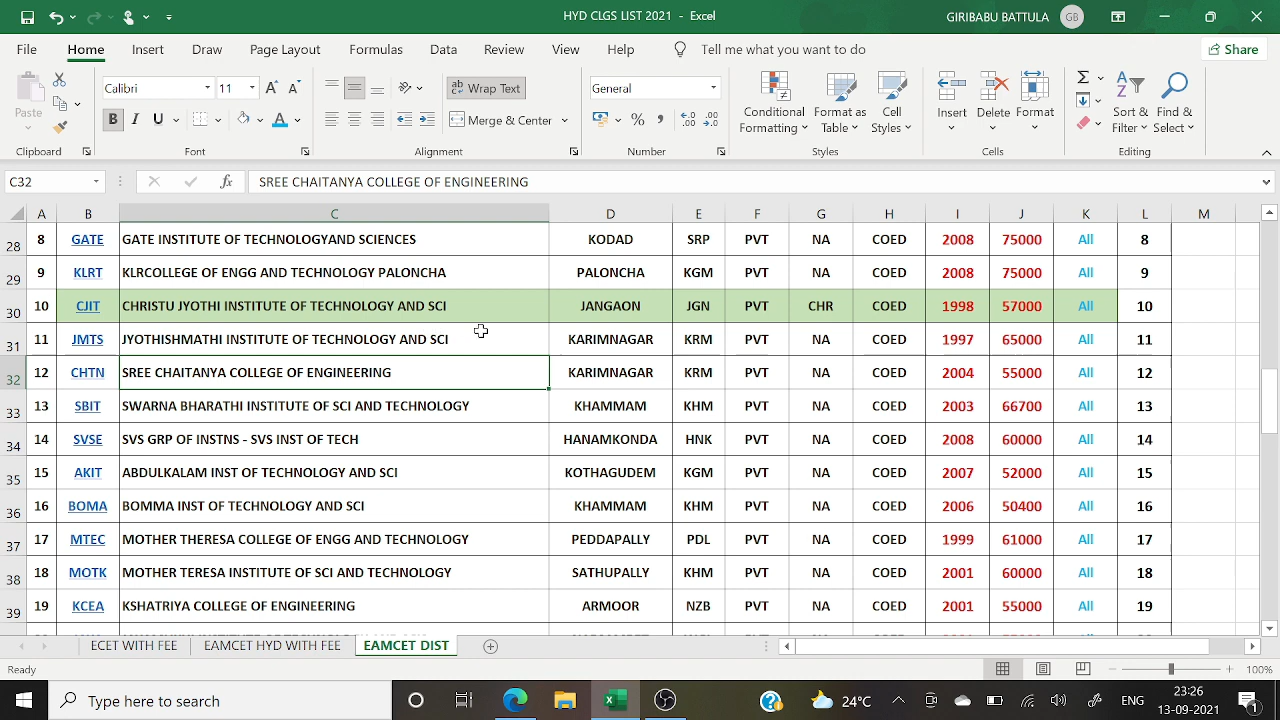 HYD CLGS LIST 2021 - Excel
GIRIBABU BATTULA GB
File Home Insert Draw Page Layout Formulas Data Review View Help Tell me what you want to do Share
Paste
Calibri 11
B I U A
Wrap Text
Merge & Center
General
% ,
Conditional Formatting
Format as Table
Cell Styles
Insert Delete Format
Sort & Filter
Find & Select
Clipboard Font Alignment Number Styles Cells Editing
C32 fx SREE CHAITANYA COLLEGE OF ENGINEERING
A B C D E F G H I J K L M
28 8 GATE GATE INSTITUTE OF TECHNOLOGYAND SCIENCES KODAD SRP PVT NA COED 2008 75000 All 8
29 9 KLRT KLRCOLLEGE OF ENGG AND TECHNOLOGY PALONCHA PALONCHA KGM PVT NA COED 2008 75000 All 9
30 10 CJIT CHRISTU JYOTHI INSTITUTE OF TECHNOLOGY AND SCI JANGAON JGN PVT CHR COED 1998 57000 All 10
31 11 JMTS JYOTHISHMATHI INSTITUTE OF TECHNOLOGY AND SCI KARIMNAGAR KRM PVT NA COED 1997 65000 All 11
32 12 CHTN SREE CHAITANYA COLLEGE OF ENGINEERING KARIMNAGAR KRM PVT NA COED 2004 55000 All 12
33 13 SBIT SWARNA BHARATHI INSTITUTE OF SCI AND TECHNOLOGY KHAMMAM KHM PVT NA COED 2003 66700 All 13
34 14 SVSE SVS GRP OF INSTNS - SVS INST OF TECH HANAMKONDA HNK PVT NA COED 2008 60000 All 14
35 15 AKIT ABDULKALAM INST OF TECHNOLOGY AND SCI KOTHAGUDEM KGM PVT NA COED 2007 52000 All 15
36 16 BOMA BOMMA INST OF TECHNOLOGY AND SCI KHAMMAM KHM PVT NA COED 2006 50400 All 16
37 17 MTEC MOTHER THERESA COLLEGE OF ENGG AND TECHNOLOGY PEDDAPALLY PDL PVT NA COED 1999 61000 All 17
38 18 MOTK MOTHER TERESA INSTITUTE OF SCI AND TECHNOLOGY SATHUPALLY KHM PVT NA COED 2001 60000 All 18
39 19 KCEA KSHATRIYA COLLEGE OF ENGINEERING ARMOOR NZB PVT NA COED 2001 55000 All 19
ECET WITH FEE EAMCET HYD WITH FEE EAMCET DIST
Ready 100%
Type here to search 24°C ENG 23:26
13-09-2021